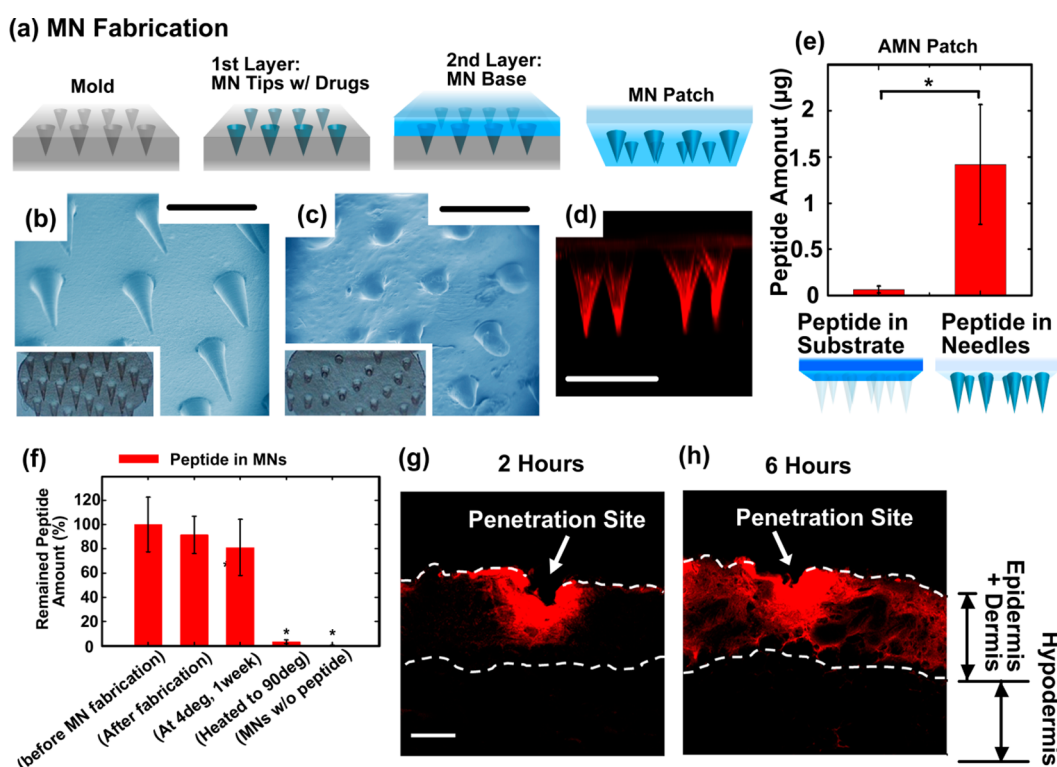 (a) MN Fabrication
Mold
1st Layer:
MN Tips w/ Drugs
2nd Layer:
MN Base
MN Patch
(b)
(c)
(d)
(e)
AMN Patch
Peptide Amonut (μg)
2
1.5
1
0.5
0
*
Peptide in
Substrate
Peptide in
Needles
(f)
Peptide in MNs
Remained Peptide
Amount (%)
120
100
80
60
40
20
0
*
*
*
(before MN fabrication)
(After fabrication)
(At 4deg, 1week)
(Heated to 90deg)
(MNs w/o peptide)
(g)
2 Hours
Penetration Site
(h)
6 Hours
Penetration Site
Epidermis
+ Dermis
Hypodermis